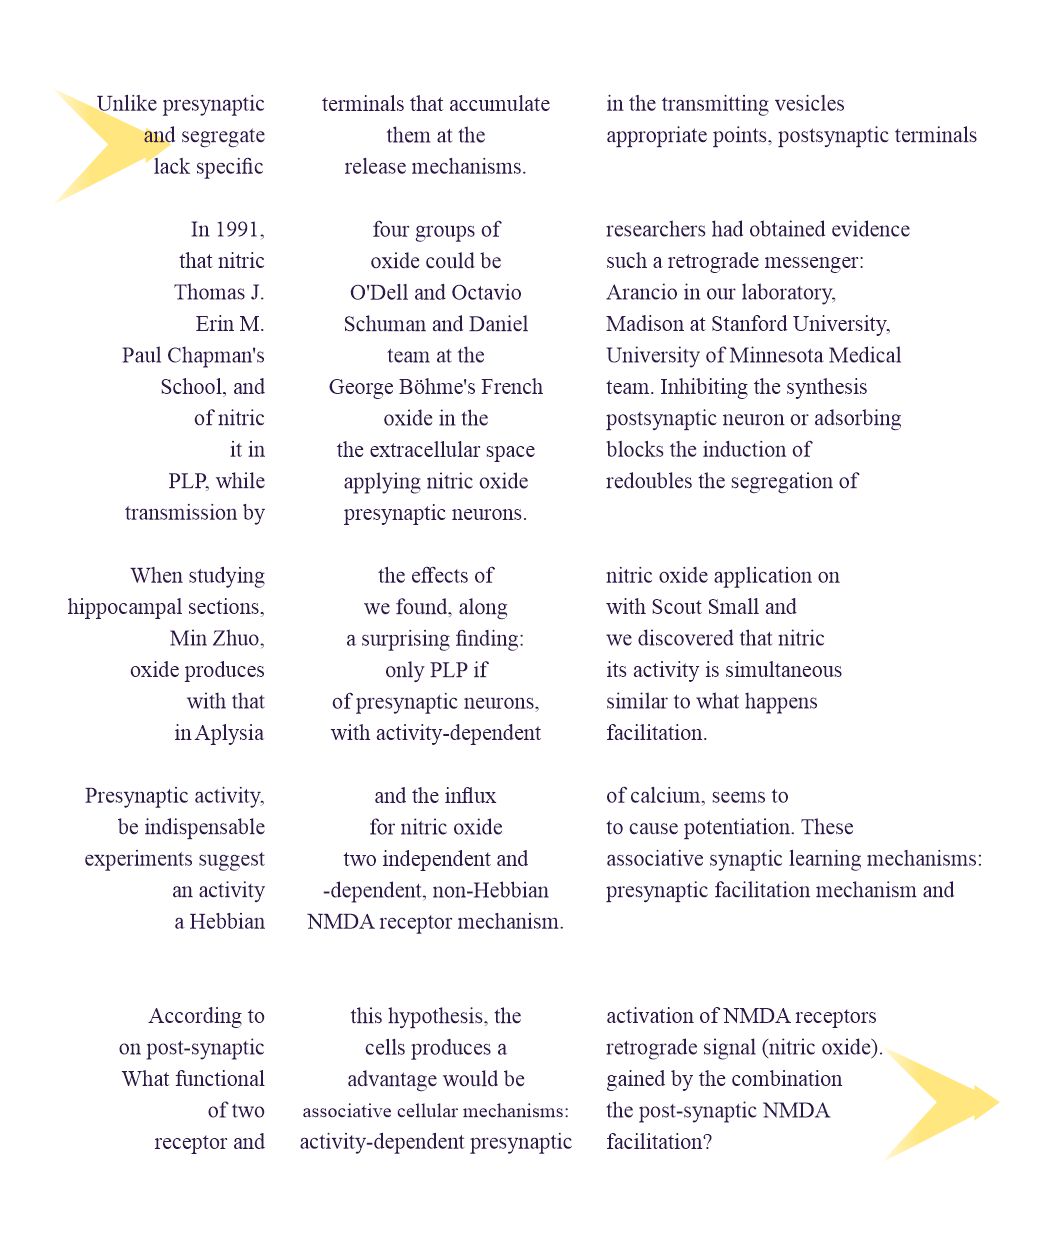 Unlike presynaptic terminals that accumulate in the transmitting vesicles
and segregate them at the appropriate points, postsynaptic terminals
lack specific release mechanisms.
In 1991, four groups of researchers had obtained evidence
that nitric oxide could be such a retrograde messenger:
Thomas J. O'Dell and Octavio Arancio in our laboratory,
Erin M. Schuman and Daniel Madison at Stanford University,
Paul Chapman's team at the University of Minnesota Medical
School, and George Böhme's French team. Inhibiting the synthesis
of nitric oxide in the postsynaptic neuron or adsorbing
it in the extracellular space blocks the induction of
PLP, while applying nitric oxide redoubles the segregation of
transmission by presynaptic neurons.
When studying the effects of nitric oxide application on
hippocampal sections, we found, along with Scout Small and
Min Zhuo, a surprising finding: we discovered that nitric
oxide produces only PLP if its activity is simultaneous
with that of presynaptic neurons, similar to what happens
in Aplysia with activity-dependent facilitation.
Presynaptic activity, and the influx of calcium, seems to
be indispensable for nitric oxide to cause potentiation. These
experiments suggest two independent and associative synaptic learning mechanisms:
an activity -dependent, non-Hebbian presynaptic facilitation mechanism and
a Hebbian NMDA receptor mechanism.
According to this hypothesis, the activation of NMDA receptors
on post-synaptic cells produces a retrograde signal (nitric oxide).
What functional advantage would be gained by the combination
of two associative cellular mechanisms: the post-synaptic NMDA
receptor and activity-dependent presynaptic facilitation?